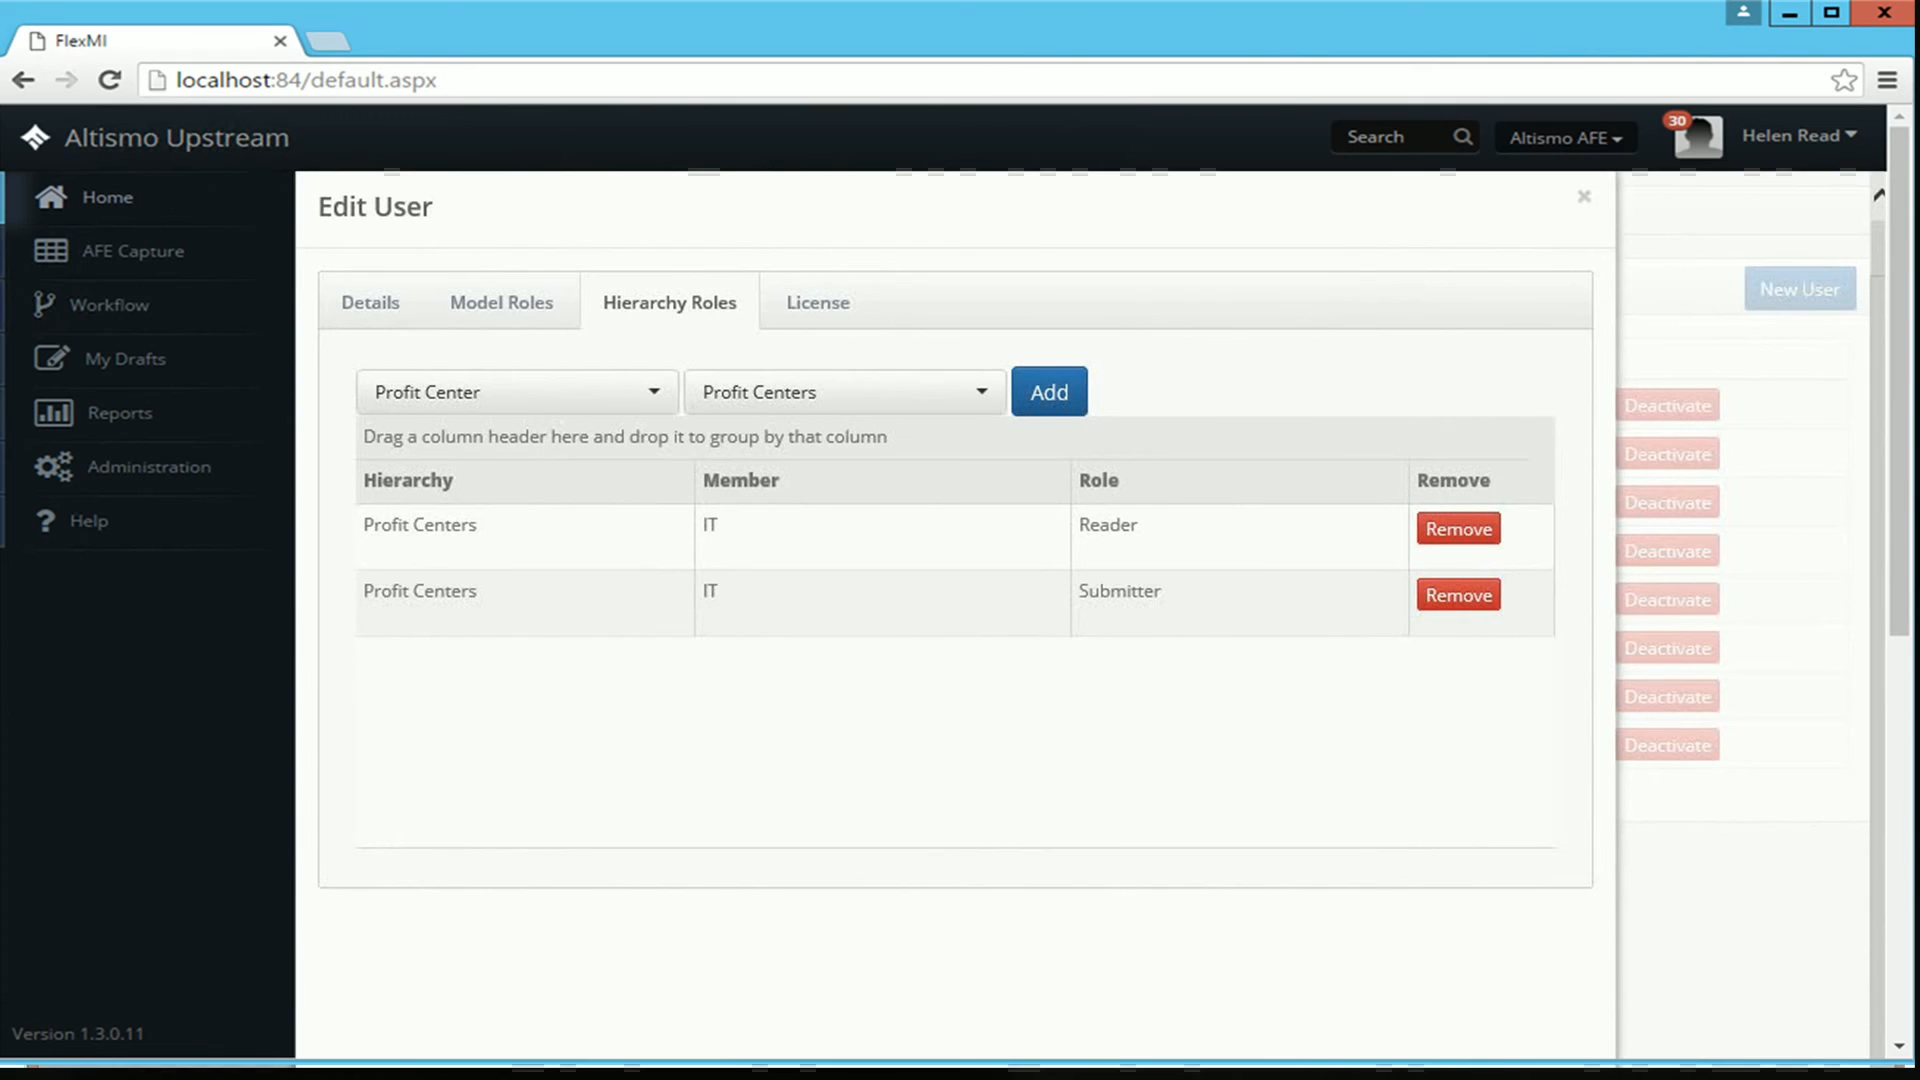 FlexMI
localhost:84/default.aspx
Altismo Upstream
Search
Altismo AFE
30
Helen Read
Home
AFE Capture
Workflow
My Drafts
Reports
Administration
Help
Version 1.3.0.11
Edit User
Details Model Roles Hierarchy Roles License
Profit Center Profit Centers Add
Drag a column header here and drop it to group by that column
Hierarchy Member Role Remove
Profit Centers IT Reader Remove
Profit Centers IT Submitter Remove
New User
Deactivate
Deactivate
Deactivate
Deactivate
Deactivate
Deactivate
Deactivate
Deactivate